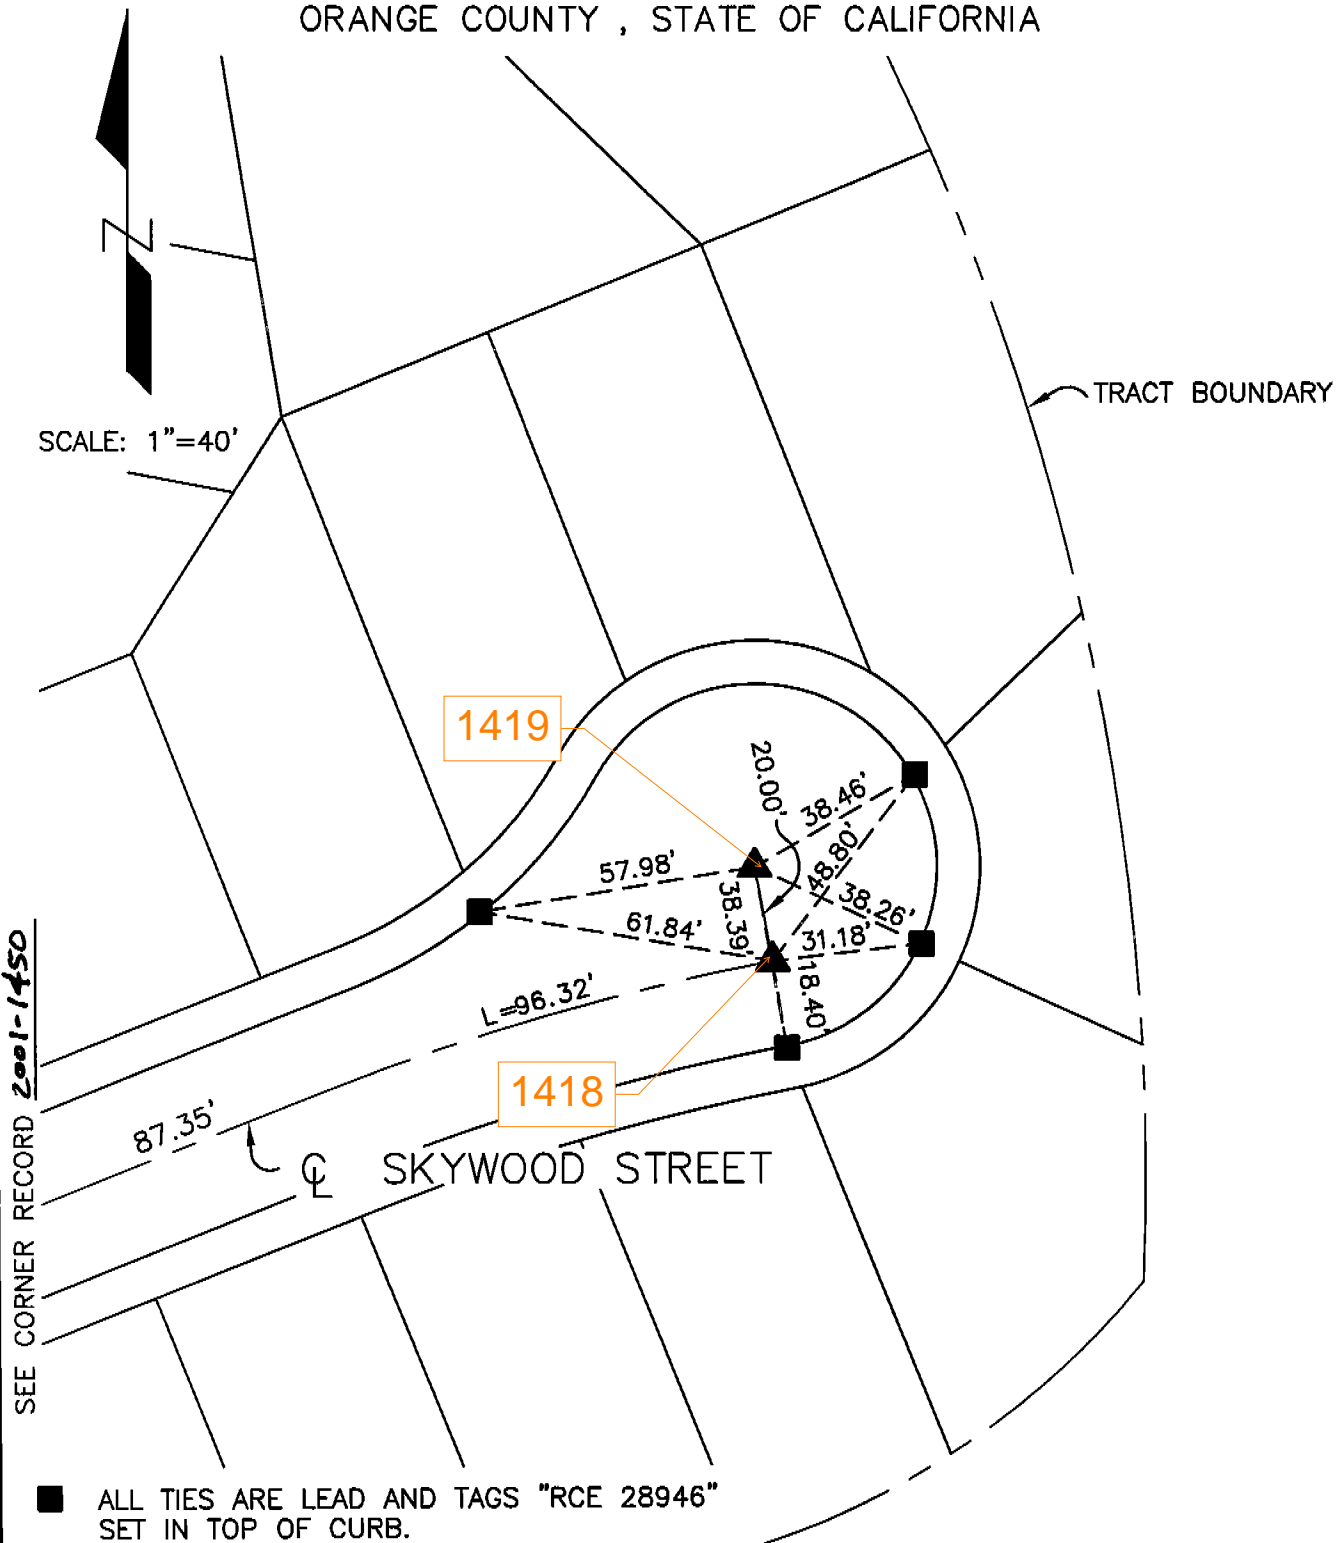 ORANGE COUNTY , STATE OF CALIFORNIA
N
SCALE: 1"=40'
TRACT BOUNDARY
1419
20.00'
38.46'
48.80'
57.98'
38.39'
38.26'
61.84'
31.18'
18.40'
L=96.32'
1418
87.35'
CL SKYWOOD STREET
SEE CORNER RECORD 2001-1450
ALL TIES ARE LEAD AND TAGS "RCE 28946"
SET IN TOP OF CURB.